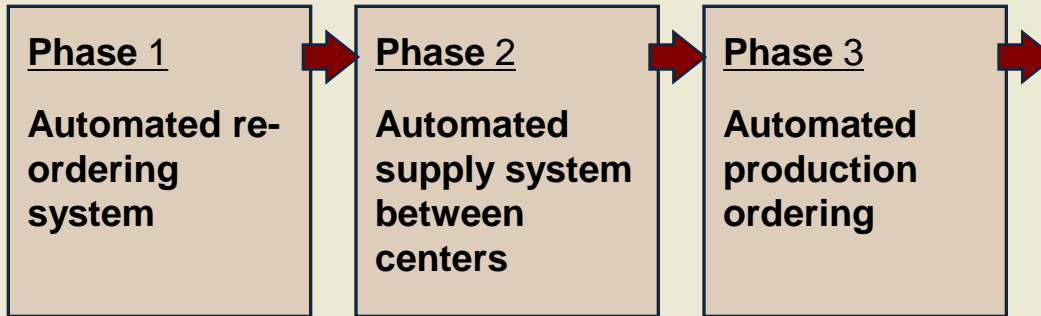 Phase 1
Automated re-
ordering
system
Phase 2
Automated
supply system
between
centers
Phase 3
Automated
production
ordering